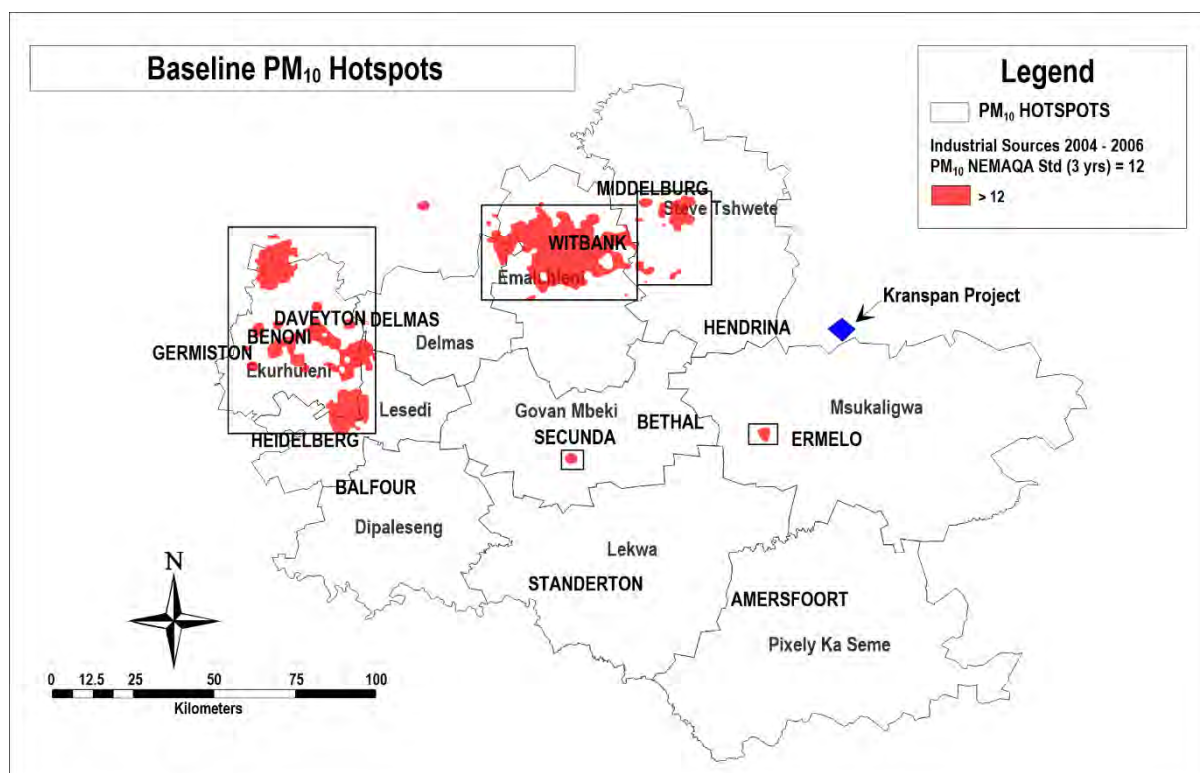 Baseline PM₁₀ Hotspots
Legend
PM₁₀ HOTSPOTS
Industrial Sources 2004 - 2006
PM₁₀ NEMAQA Std (3 yrs) = 12
> 12
MIDDELBURG
Steve Tshwete
WITBANK
Emalahleni
Kranspan Project
DAVEYTON
DELMAS
HENDRINA
BENONI
Delmas
GERMISTON
Ekurhuleni
Lesedi
Govan Mbeki
BETHAL
Msukaligwa
HEIDELBERG
SECUNDA
ERMELO
BALFOUR
Dipaleseng
Lekwa
STANDERTON
AMERSFOORT
Pixely Ka Seme
N
0 12.5 25 50 75 100
Kilometers